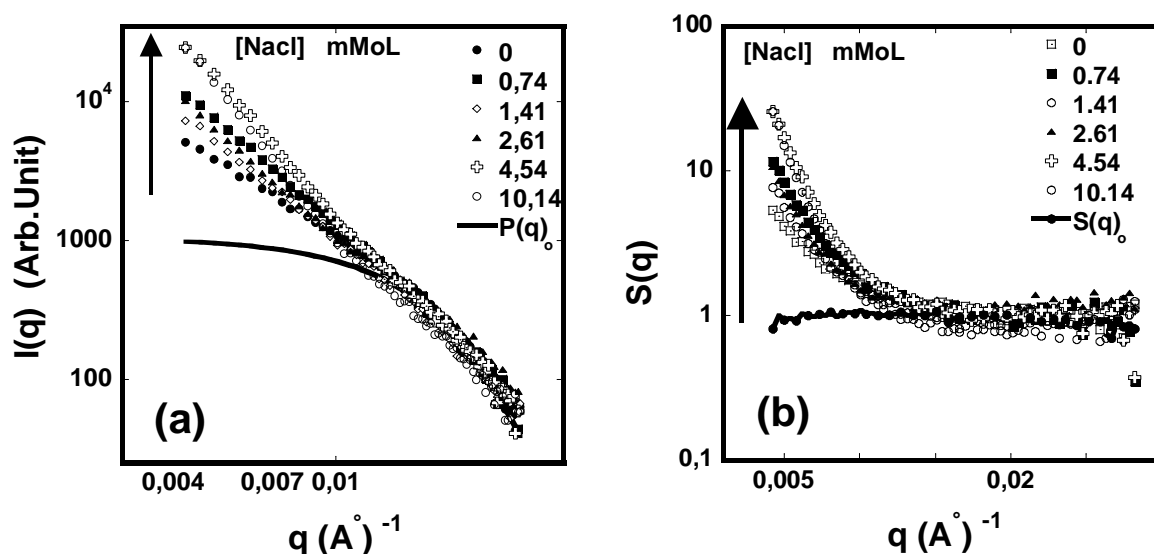 [Nacl] mMoL
0
0,74
1,41
2,61
4,54
10,14
P(q)o
10^4
1000
100
I(q) (Arb.Unit)
(a)
0,004 0,007 0,01
q (A°) -1
[Nacl] mMoL
0
0.74
1.41
2.61
4.54
10.14
S(q)o
100
10
1
0,1
S(q)
(b)
0,005 0,02
q (A°) -1